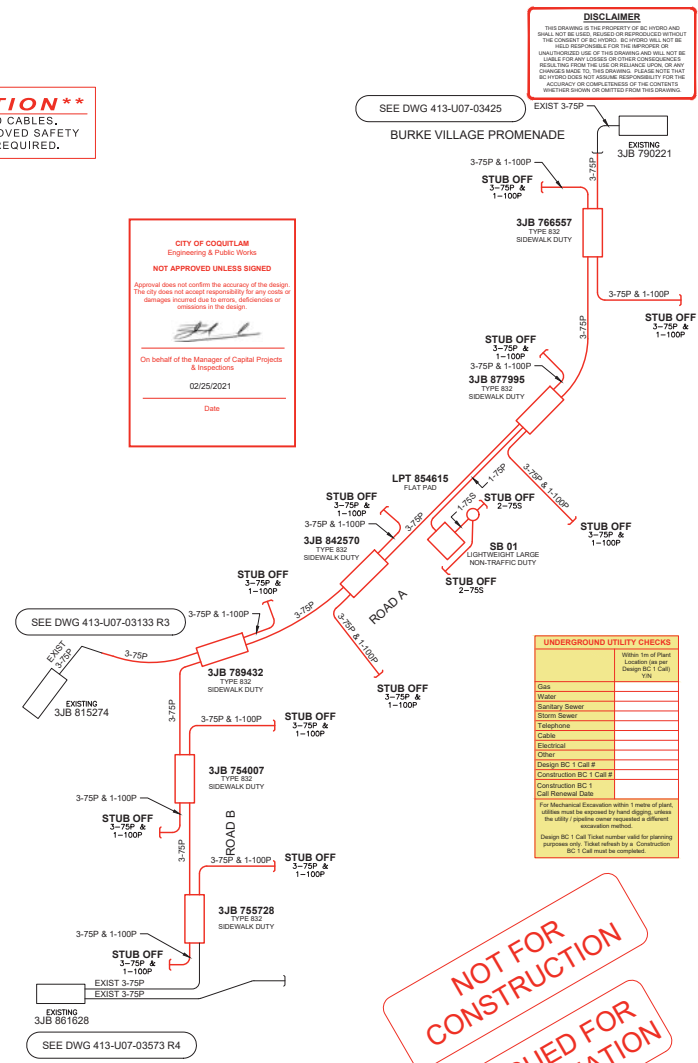 DISCLAIMER
THIS DRAWING IS THE PROPERTY OF BC HYDRO AND
SHALL NOT BE USED, REUSED OR REPRODUCED WITHOUT
THE CONSENT OF BC HYDRO. BC HYDRO WILL NOT BE
HELD RESPONSIBLE FOR THE IMPROPER OR
UNAUTHORIZED USE OF THIS DRAWING AND WILL NOT BE
LIABLE FOR ANY LOSSES OR OTHER CONSEQUENCES
RESULTING FROM THE USE OR RELIANCE UPON, OR ANY
CHANGES MADE TO, THIS DRAWING. PLEASE NOTE THAT
BC HYDRO DOES NOT ASSUME RESPONSIBILITY FOR THE
ACCURACY OR COMPLETENESS OF THE CONTENTS
WHETHER SHOWN OR OMITTED FROM THIS DRAWING.
TION**
CABLES.
OVED SAFETY
REQUIRED.
SEE DWG 413-U07-03425
EXIST 3-75P
BURKE VILLAGE PROMENADE
EXISTING
3JB 790221
3-75P
3-75P & 1-100P
STUB OFF
3-75P &
1-100P
3JB 766557
TYPE 832
SIDEWALK DUTY
3-75P & 1-100P
STUB OFF
3-75P &
1-100P
3-75P
CITY OF COQUITLAM
Engineering & Public Works
NOT APPROVED UNLESS SIGNED
Approval does not confirm the accuracy of the design.
The city does not accept responsibility for any costs or
damages incurred due to errors, deficiencies or
omissions in the design.
On behalf of the Manager of Capital Projects
& Inspections
02/25/2021
Date
STUB OFF
3-75P &
1-100P
3-75P & 1-100P
3JB 877995
TYPE 832
SIDEWALK DUTY
3-75P & 1-100P
STUB OFF
3-75P &
1-100P
LPT 854615
FLAT PAD
1-75P
3-75P
1-75S
STUB OFF
2-75S
SB 01
LIGHTWEIGHT LARGE
NON-TRAFFIC DUTY
STUB OFF
2-75S
STUB OFF
3-75P &
1-100P
3-75P & 1-100P
3JB 842570
TYPE 832
SIDEWALK DUTY
ROAD A
3-75P & 1-100P
STUB OFF
3-75P &
1-100P
3-75P
STUB OFF
3-75P &
1-100P
3-75P & 1-100P
SEE DWG 413-U07-03133 R3
EXIST
3-75P
3-75P
EXISTING
3JB 815274
3JB 789432
TYPE 832
SIDEWALK DUTY
3-75P
3-75P & 1-100P
STUB OFF
3-75P &
1-100P
3JB 754007
TYPE 832
SIDEWALK DUTY
3-75P & 1-100P
STUB OFF
3-75P &
1-100P
3-75P
ROAD B
3-75P & 1-100P
STUB OFF
3-75P &
1-100P
3JB 755728
TYPE 832
SIDEWALK DUTY
3-75P & 1-100P
STUB OFF
3-75P &
1-100P
EXIST 3-75P
EXIST 3-75P
EXISTING
3JB 861628
SEE DWG 413-U07-03573 R4
UNDERGROUND UTILITY CHECKS
Within 1m of Plant
Location (as per
Design BC 1 Call)
Y/N
Gas
Water
Sanitary Sewer
Storm Sewer
Telephone
Cable
Electrical
Other
Design BC 1 Call #
Construction BC 1 Call #
Construction BC 1
Call Renewal Date
For Mechanical Excavation within 1 metre of plant,
utilities must be exposed by hand digging, unless
the utility / pipeline owner requested a different
excavation method.
Design BC 1 Call Ticket number valid for planning
purposes only. Ticket refresh by a Construction
BC 1 Call must be completed.
NOT FOR
CONSTRUCTION
UED FOR
ATION